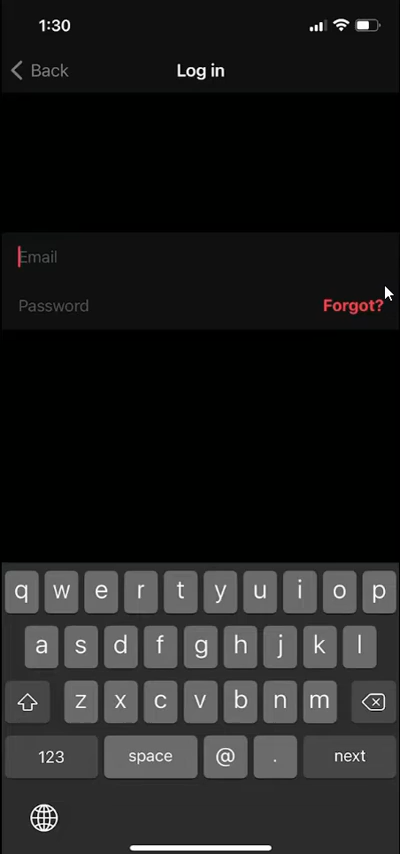 1:30
Back
Log in
Email
Password Forgot?
q w e r t y u i o p
a s d f g h j k l
z x c v b n m
123 space @ . next